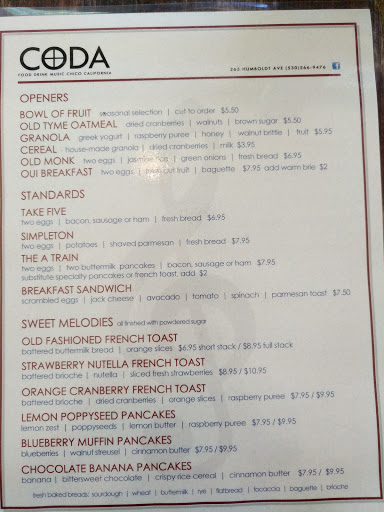 CODA
FOOD DRINK MUSIC CHICO CALIFORNIA
265 HUMBOLDT AVE (530)566-9476
OPENERS
BOWL OF FRUIT seasonal selection | cut to order $5.50
OLD TYME OATMEAL dried cranberries | walnuts | brown sugar $5.50
GRANOLA greek yogurt | raspberry puree | honey | walnut brittle | fruit $5.95
CEREAL house-made granola | dried cranberries | milk $3.95
OLD MONK two eggs | jasmine rice | green onions | fresh bread $6.95
OUI BREAKFAST two eggs | fresh cut fruit | baguette $7.95 add warm brie $2
STANDARDS
TAKE FIVE
two eggs | bacon, sausage or ham | fresh bread $6.95
SIMPLETON
two eggs | potatoes | shaved parmesan | fresh bread $7.95
THE A TRAIN
two eggs | two buttermilk pancakes | bacon, sausage or ham $7.95
substitute specialty pancakes or french toast, add $2
BREAKFAST SANDWICH
scrambled eggs | jack cheese | avocado | tomato | spinach | parmesan toast $7.50
SWEET MELODIES all finished with powdered sugar
OLD FASHIONED FRENCH TOAST
battered buttermilk bread | orange slices $6.95 short stack / $8.95 full stack
STRAWBERRY NUTELLA FRENCH TOAST
battered brioche | nutella | sliced fresh strawberries $8.95 / $10.95
ORANGE CRANBERRY FRENCH TOAST
battered brioche | dried cranberries | orange slices | raspberry puree $7.95 / $9.95
LEMON POPPYSEED PANCAKES
lemon zest | poppyseeds | lemon butter | raspberry puree $7.95 / $9.95
BLUEBERRY MUFFIN PANCAKES
blueberries | walnut streusel | cinnamon butter $7.95 / $9.95
CHOCOLATE BANANA PANCAKES
banana | bittersweet chocolate | crispy rice cereal | cinnamon butter $7.95 / $9.95
fresh baked breads: sourdough | wheat | buttermilk | rye | flatbread | focaccia | baguette | brioche